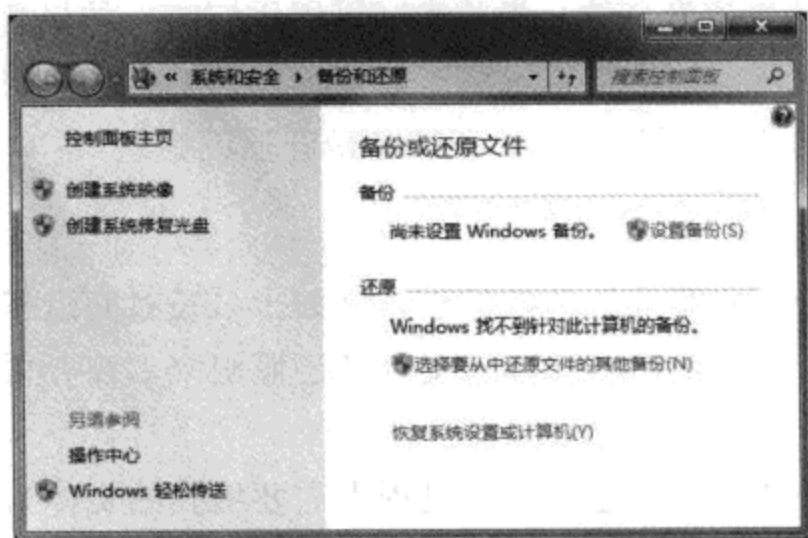 « 系统和安全 ▸ 备份和还原
搜索控制面板
控制面板主页
创建系统映像
创建系统修复光盘
另请参阅
操作中心
Windows 轻松传送
备份或还原文件
备份
尚未设置 Windows 备份。 设置备份(S)
还原
Windows 找不到针对此计算机的备份。
选择要从中还原文件的其他备份(N)
恢复系统设置或计算机(Y)